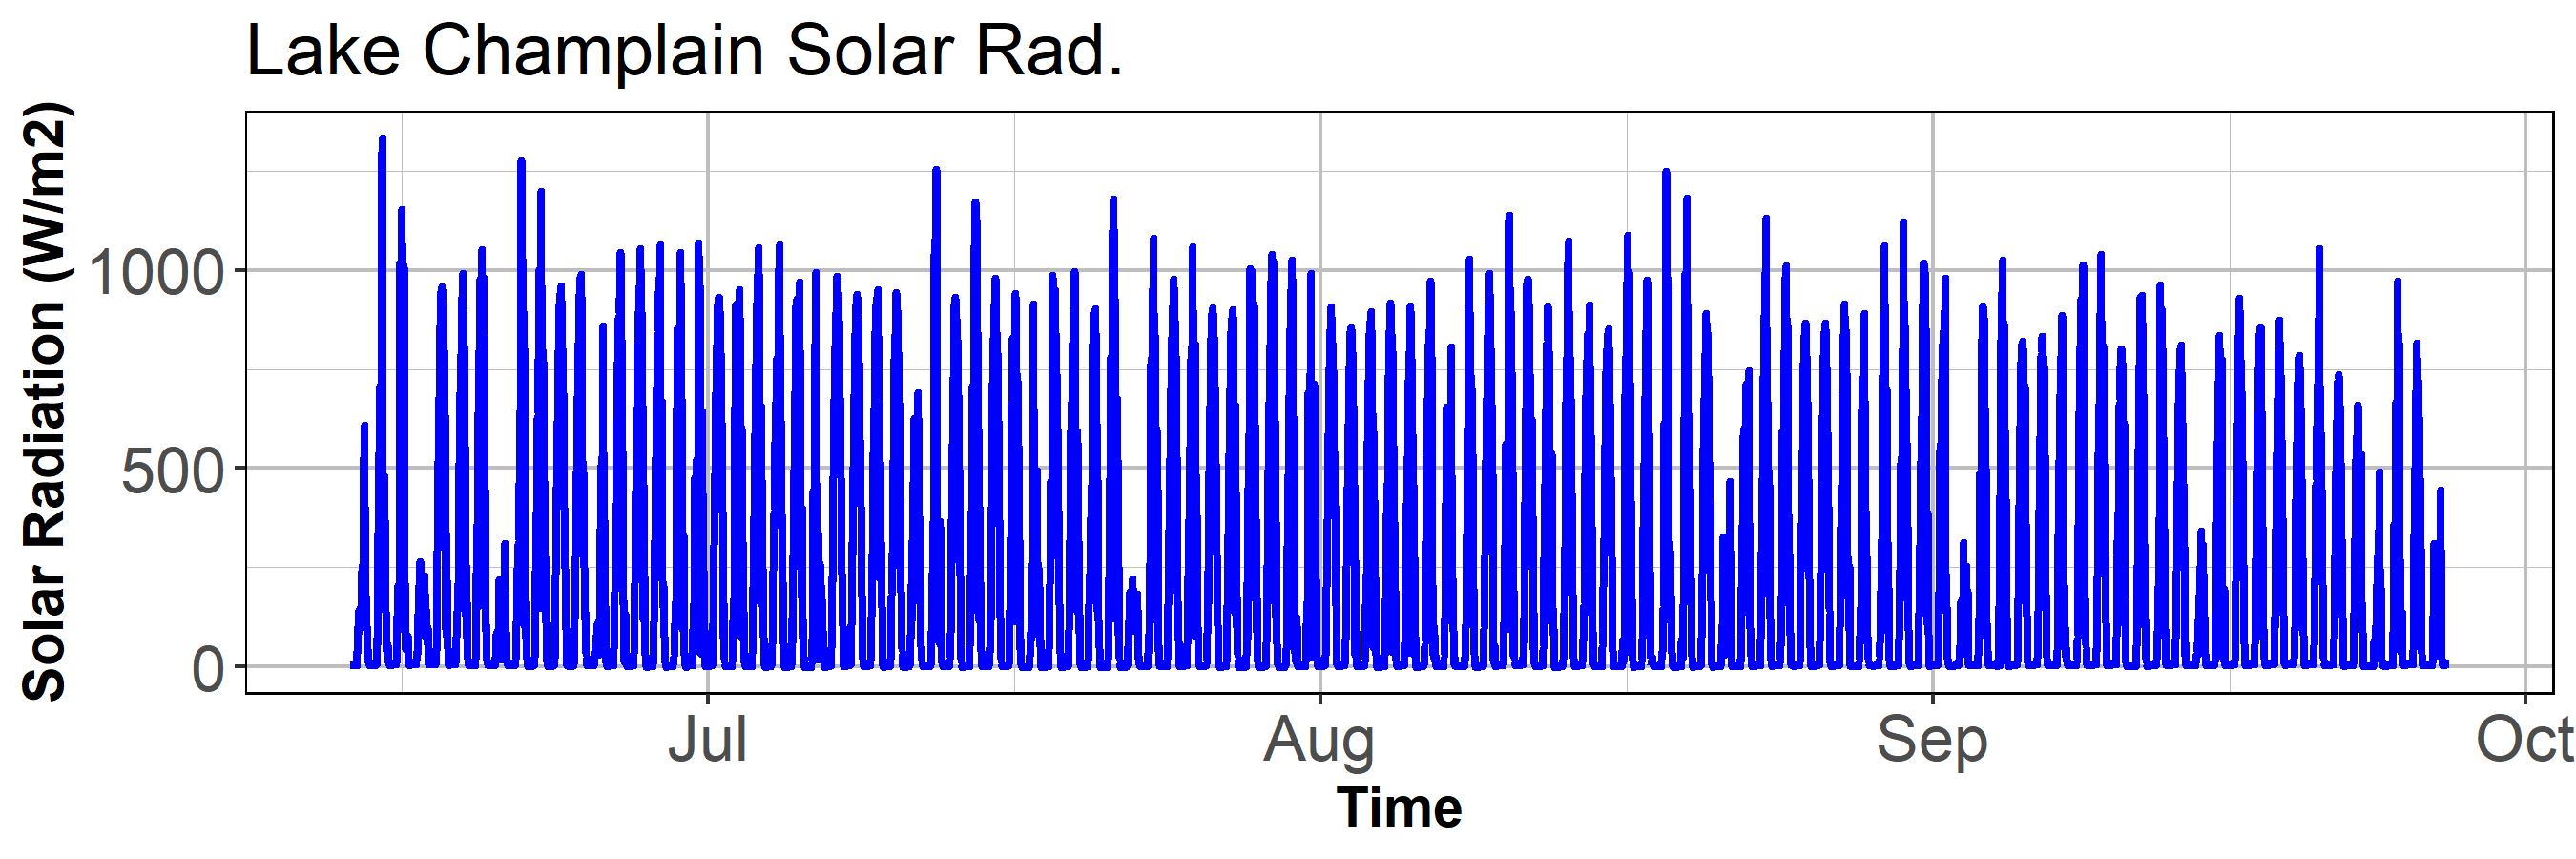 Lake Champlain Solar Rad.
Solar Radiation (W/m2)
1000
500
0
Jul Aug Sep Oct
Time